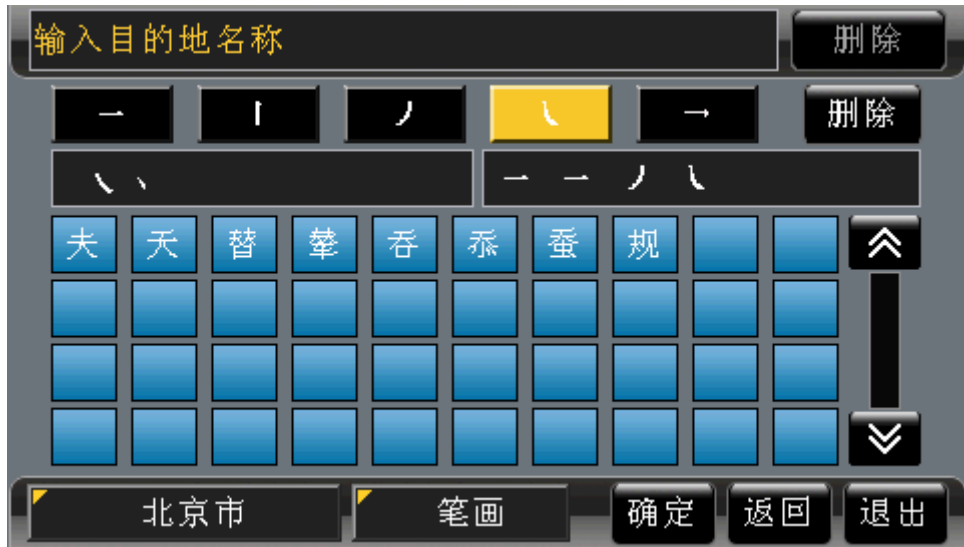 输入目的地名称 删除
一 丨 丿 ㇏ → 删除
㇏ 丶 一 一 丿 ㇏
夫 天 替 辇 吞 忝 蚕 规
北京市 笔画 确定 返回 退出